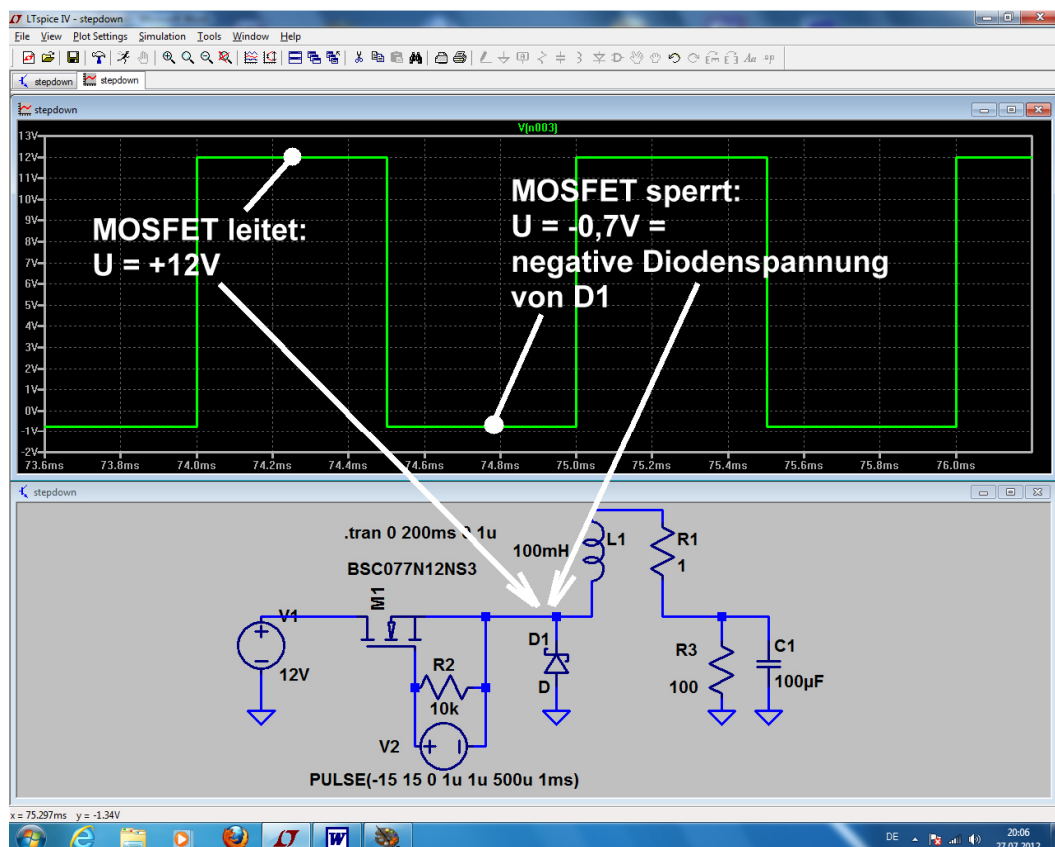 LTspice IV - stepdown
File View Plot Settings Simulation Tools Window Help
stepdown stepdown
stepdown
V(n003)
13V
12V
11V
10V
9V
8V
7V
6V
5V
4V
3V
2V
1V
0V
-1V
-2V
MOSFET leitet:
U = +12V
MOSFET sperrt:
U = -0,7V =
negative Diodenspannung
von D1
73.6ms 73.8ms 74.0ms 74.2ms 74.4ms 74.6ms 74.8ms 75.0ms 75.2ms 75.4ms 75.6ms 75.8ms 76.0ms
stepdown
.tran 0 200ms 0 1u
BSC077N12NS3
M1
100mH
L1
R1
1
V1
12V
R2
10k
D1
D
R3
100
C1
100µF
V2
PULSE(-15 15 0 1u 1u 500u 1ms)
x = 75.297ms y = -1.34V
DE
20:06
27.07.2012